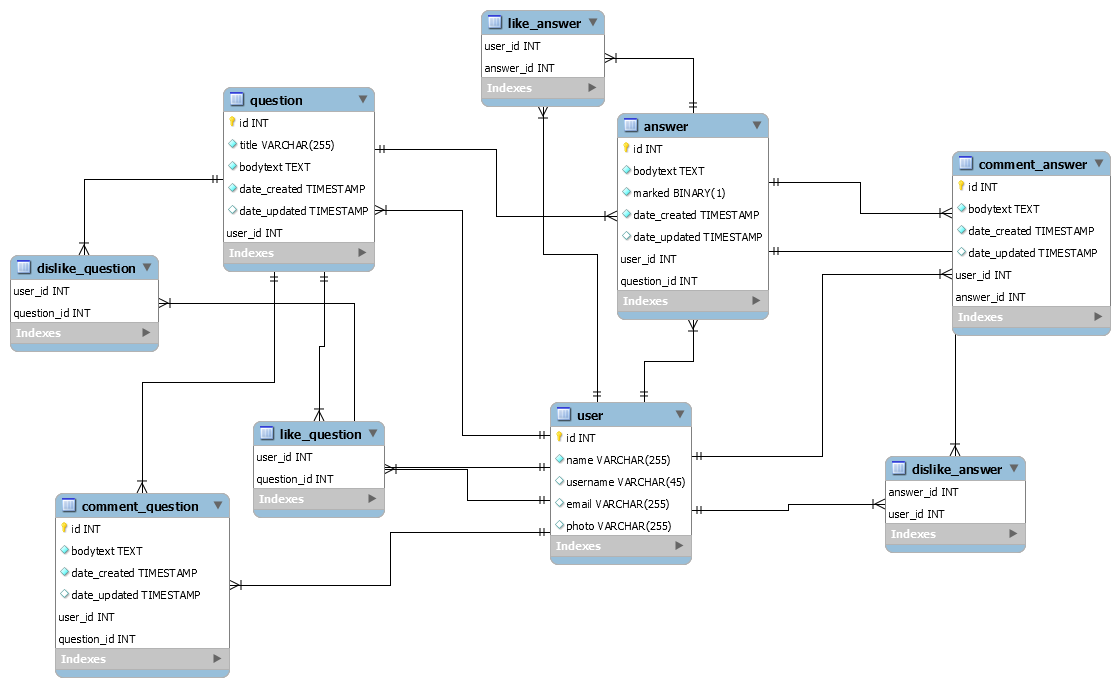 like_answer
user_id INT
answer_id INT
Indexes
question
id INT
title VARCHAR(255)
bodytext TEXT
date_created TIMESTAMP
date_updated TIMESTAMP
user_id INT
Indexes
answer
id INT
bodytext TEXT
marked BINARY(1)
date_created TIMESTAMP
date_updated TIMESTAMP
user_id INT
question_id INT
Indexes
comment_answer
id INT
bodytext TEXT
date_created TIMESTAMP
date_updated TIMESTAMP
user_id INT
answer_id INT
Indexes
dislike_question
user_id INT
question_id INT
Indexes
like_question
user_id INT
question_id INT
Indexes
user
id INT
name VARCHAR(255)
username VARCHAR(45)
email VARCHAR(255)
photo VARCHAR(255)
Indexes
dislike_answer
answer_id INT
user_id INT
Indexes
comment_question
id INT
bodytext TEXT
date_created TIMESTAMP
date_updated TIMESTAMP
user_id INT
question_id INT
Indexes